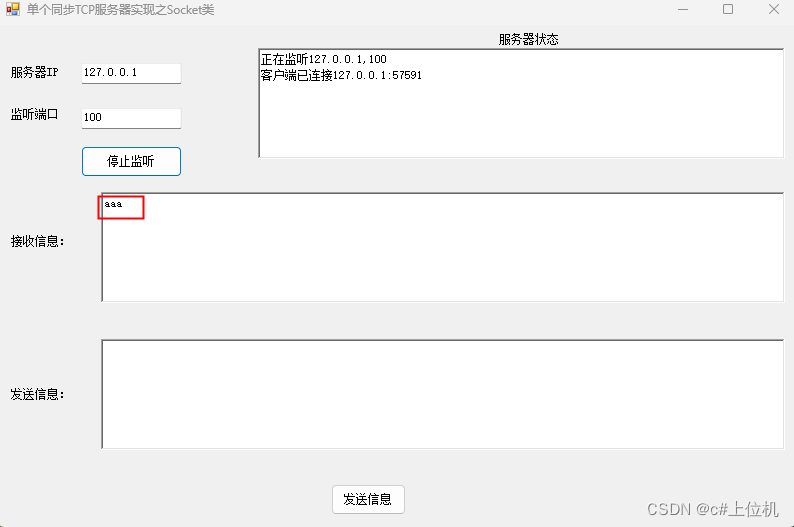 单个同步TCP服务器实现之Socket类
服务器状态
服务器IP 127.0.0.1
正在监听127.0.0.1,100
客户端已连接127.0.0.1:57591
监听端口 100
停止监听
aaa
接收信息：
发送信息：
发送信息
CSDN @c#上位机